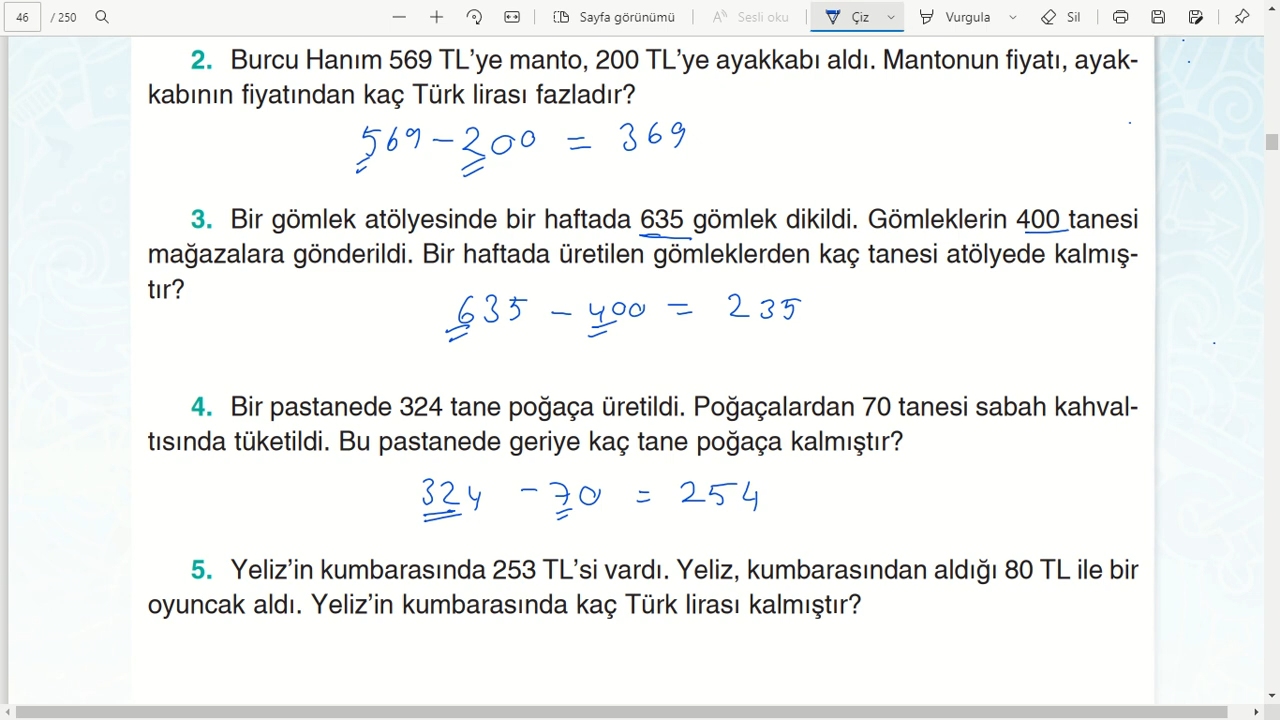 46 / 250 Sayfa görünümü Sesli oku Çiz Vurgula Sil
2. Burcu Hanım 569 TL’ye manto, 200 TL’ye ayakkabı aldı. Mantonun fiyatı, ayak-
kabının fiyatından kaç Türk lirası fazladır?
569 – 200 = 369
3. Bir gömlek atölyesinde bir haftada 635 gömlek dikildi. Gömleklerin 400 tanesi
mağazalara gönderildi. Bir haftada üretilen gömleklerden kaç tanesi atölyede kalmış-
tır?
635 – 400 = 235
4. Bir pastanede 324 tane poğaça üretildi. Poğaçalardan 70 tanesi sabah kahval-
tısında tüketildi. Bu pastanede geriye kaç tane poğaça kalmıştır?
324 - 70 = 254
5. Yeliz’in kumbarasında 253 TL’si vardı. Yeliz, kumbarasından aldığı 80 TL ile bir
oyuncak aldı. Yeliz’in kumbarasında kaç Türk lirası kalmıştır?